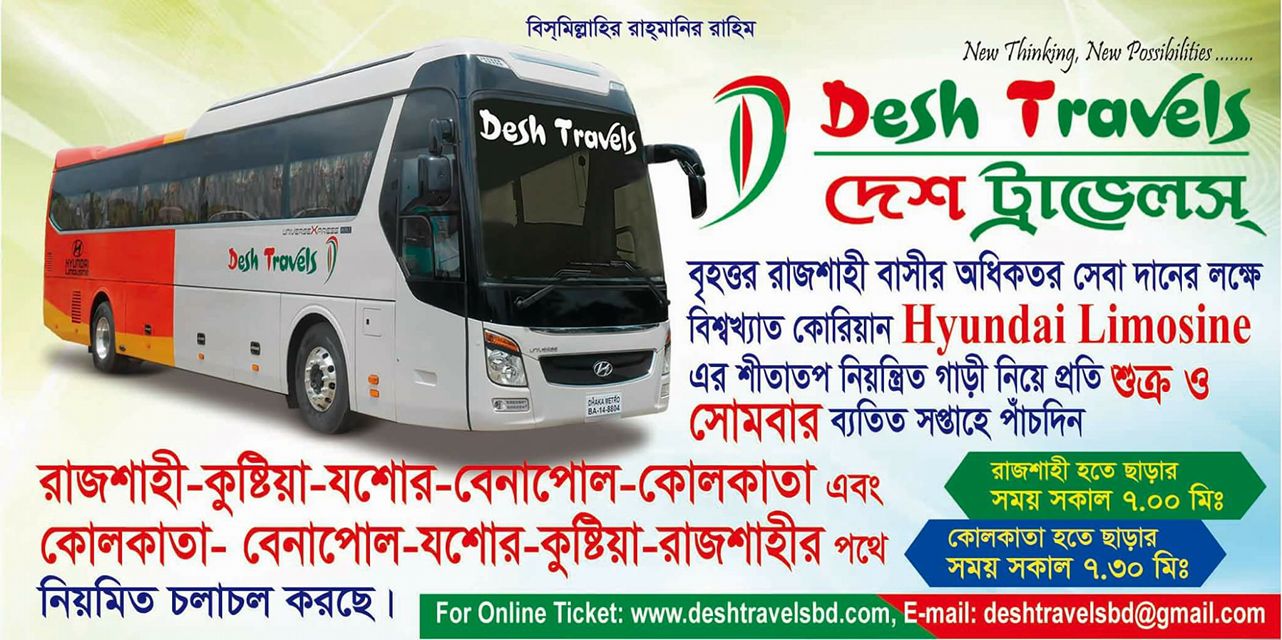 বিস্‌মিল্লাহির রাহ্‌মানির রাহিম
New Thinking, New Possibilities ........
Desh Travels
দেশ ট্রাভেলস্
বৃহত্তর রাজশাহী বাসীর অধিকতর সেবা দানের লক্ষে
বিশ্বখ্যাত কোরিয়ান Hyundai Limosine
এর শীতাতপ নিয়ন্ত্রিত গাড়ী নিয়ে প্রতি শুক্র ও
সোমবার ব্যতিত সপ্তাহে পাঁচদিন
Desh Travels
UNIVERSE XPRESS
Desh Travels
HYUNDAI
Limousine
UNIVERSE
DHAKA METRO
BA-14-8804
রাজশাহী-কুষ্টিয়া-যশোর-বেনাপোল-কোলকাতা এবং
কোলকাতা- বেনাপোল-যশোর-কুষ্টিয়া-রাজশাহীর পথে
নিয়মিত চলাচল করছে।
রাজশাহী হতে ছাড়ার
সময় সকাল ৭.০০ মিঃ
কোলকাতা হতে ছাড়ার
সময় সকাল ৭.৩০ মিঃ
For Online Ticket: www.deshtravelsbd.com, E-mail: deshtravelsbd@gmail.com